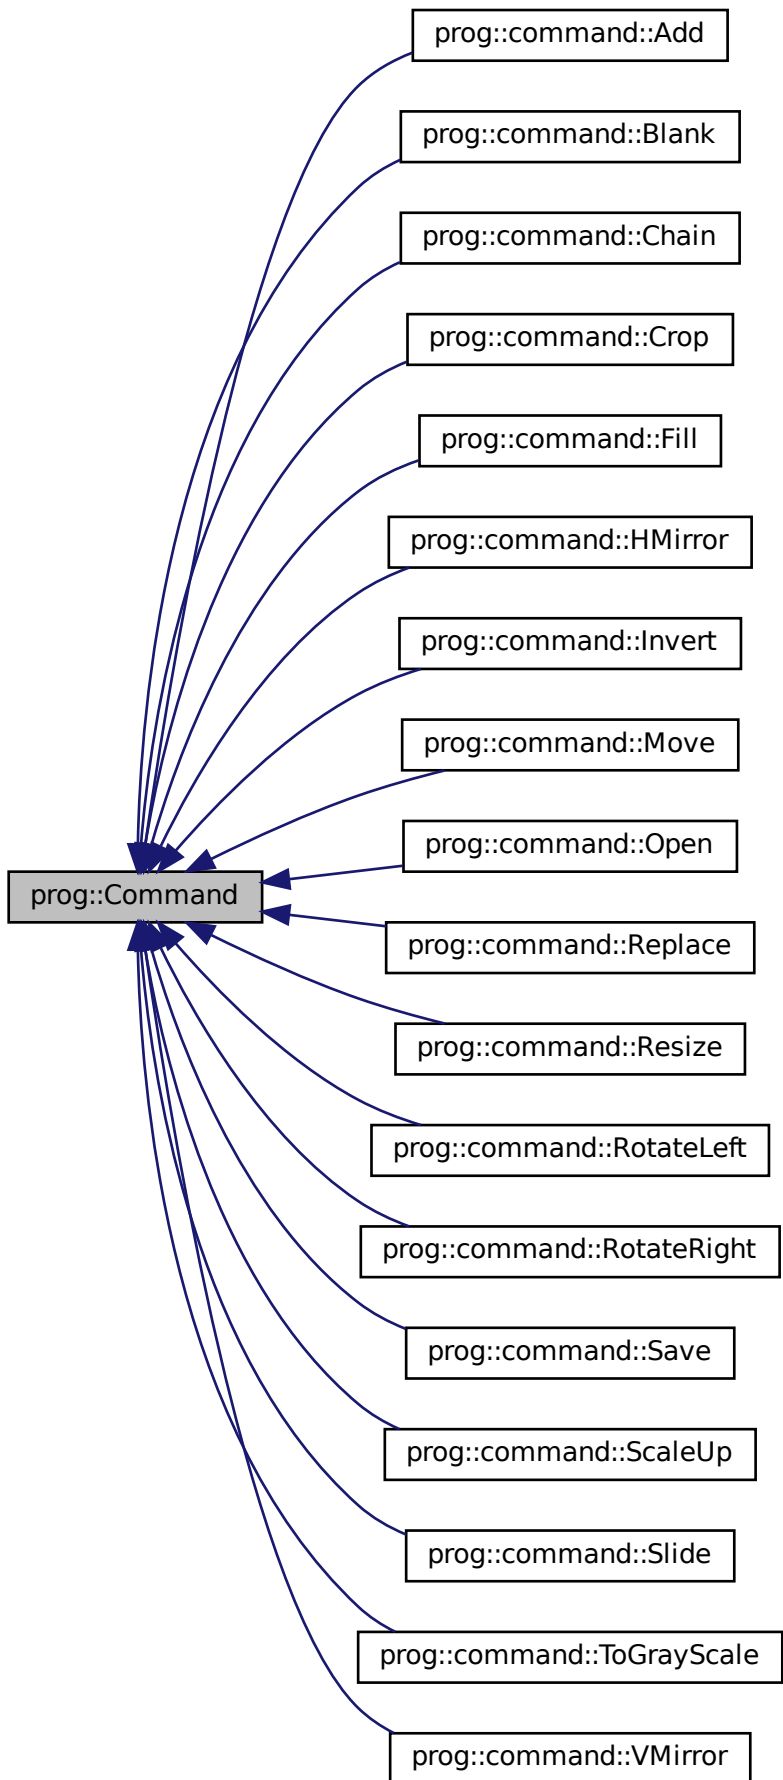 prog::command::Add
prog::command::Blank
prog::command::Chain
prog::command::Crop
prog::command::Fill
prog::command::HMirror
prog::command::Invert
prog::command::Move
prog::command::Open
prog::Command
prog::command::Replace
prog::command::Resize
prog::command::RotateLeft
prog::command::RotateRight
prog::command::Save
prog::command::ScaleUp
prog::command::Slide
prog::command::ToGrayScale
prog::command::VMirror